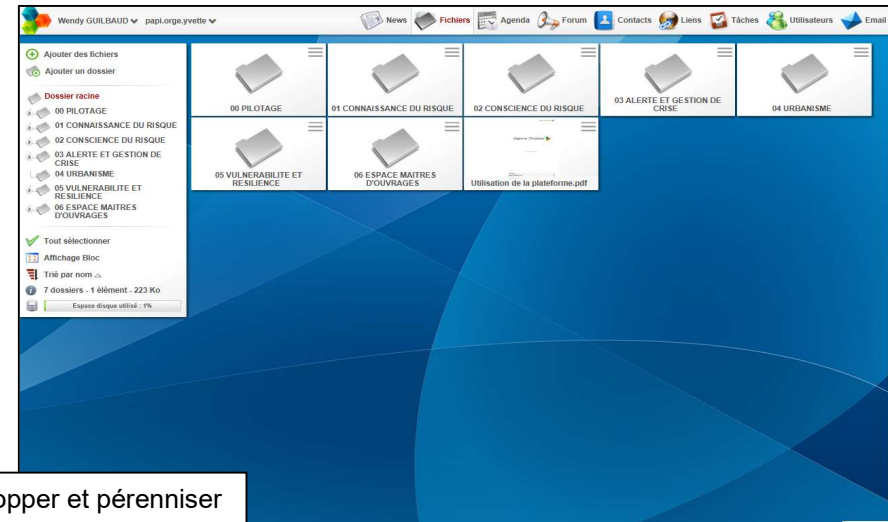 Wendy GUILBAUD papi.orge.yvette News Fichiers Agenda Forum Contacts Liens Tâches Utilisateurs Email
Ajouter des fichiers
Ajouter un dossier
Dossier racine
00 PILOTAGE
01 CONNAISSANCE DU RISQUE
02 CONSCIENCE DU RISQUE
03 ALERTE ET GESTION DE
CRISE
04 URBANISME
05 VULNERABILITE ET
RESILIENCE
06 ESPACE MAITRES
D'OUVRAGES
Tout sélectionner
Affichage Bloc
Trié par nom
7 dossiers - 1 élément - 223 Ko
Espace disque utilisé : 1%
00 PILOTAGE
01 CONNAISSANCE DU RISQUE
02 CONSCIENCE DU RISQUE
03 ALERTE ET GESTION DE
CRISE
04 URBANISME
05 VULNERABILITE ET
RESILIENCE
06 ESPACE MAITRES
D'OUVRAGES
Utilisation de la plateforme.pdf
opper et pérenniser